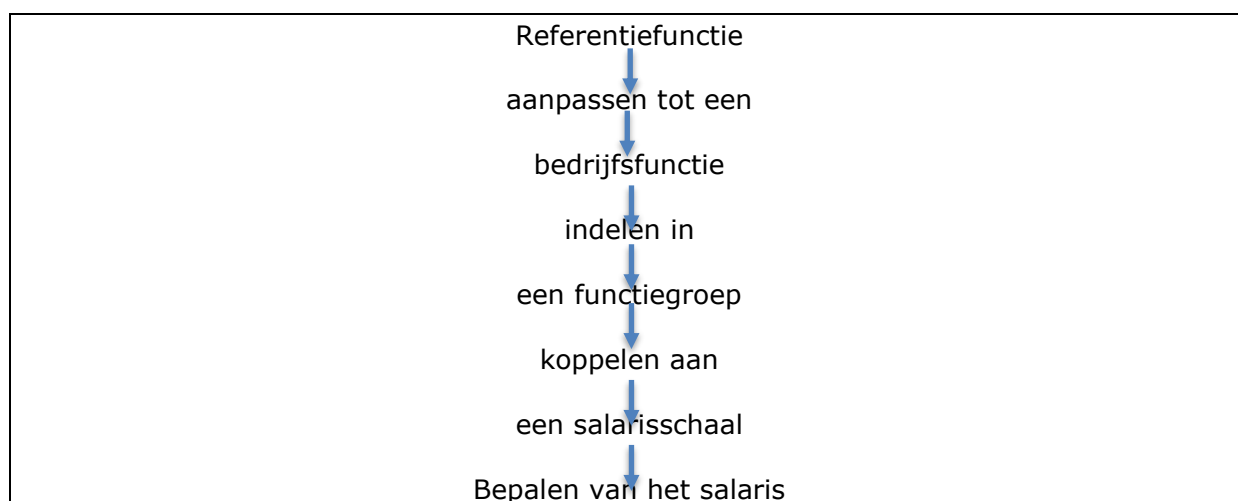 Referentiefunctie
aanpassen tot een
bedrijfsfunctie
indelen in
een functiegroep
koppelen aan
een salarisschaal
Bepalen van het salaris